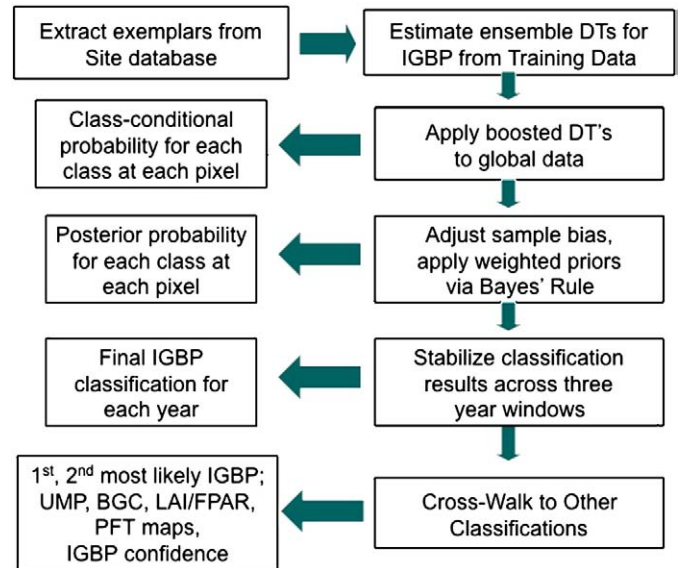 Extract exemplars from
Site database
Estimate ensemble DTs for
IGBP from Training Data
Class-conditional
probability for each
class at each pixel
Apply boosted DT's
to global data
Posterior probability
for each class at
each pixel
Adjust sample bias,
apply weighted priors
via Bayes' Rule
Final IGBP
classification for
each year
Stabilize classification
results across three
year windows
1st, 2nd most likely IGBP;
UMP, BGC, LAI/FPAR,
PFT maps,
IGBP confidence
Cross-Walk to Other
Classifications